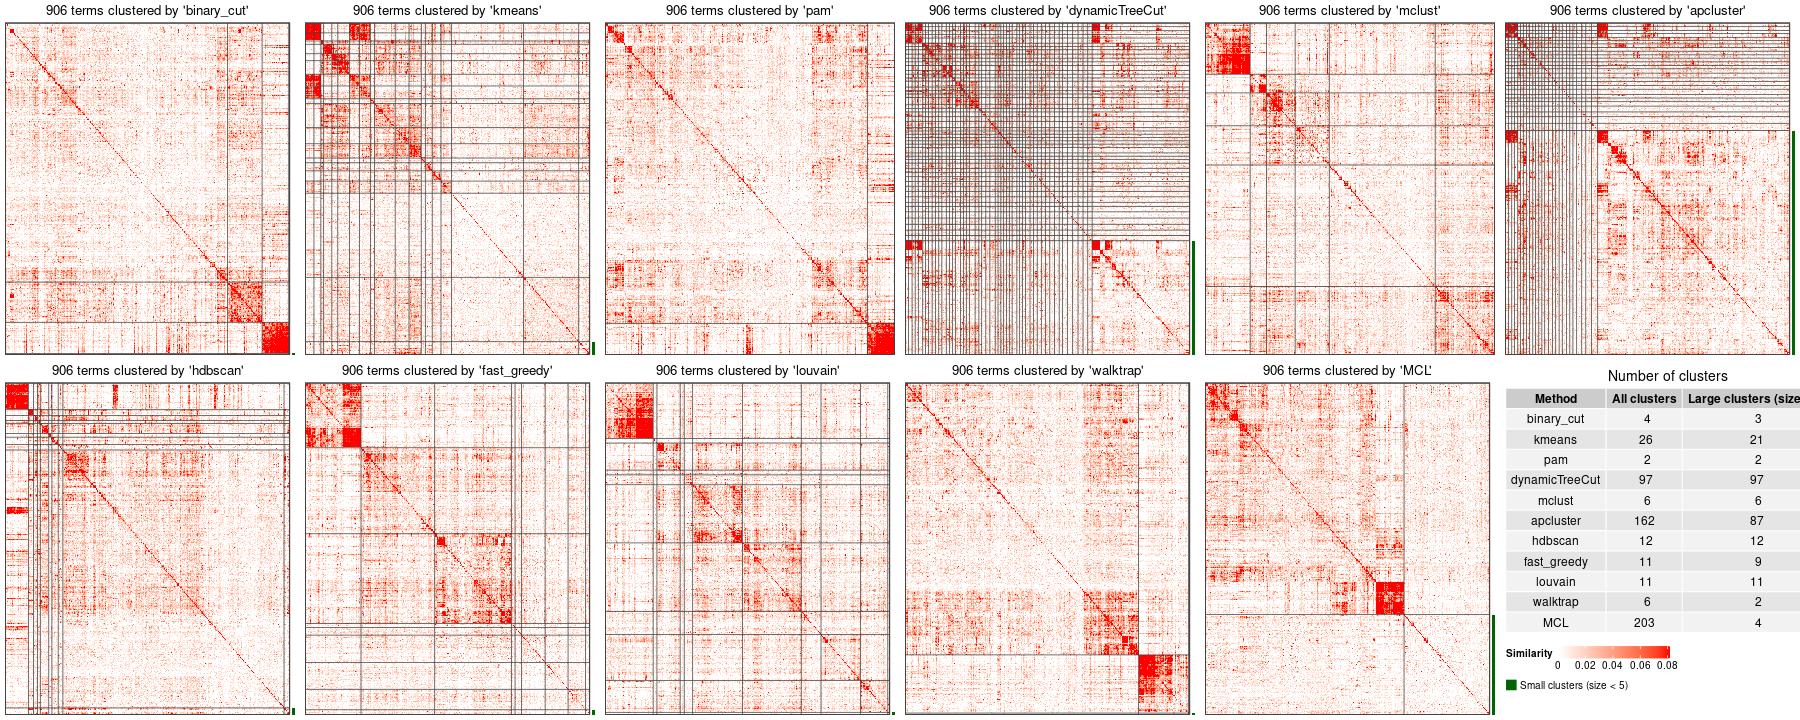 906 terms clustered by 'binary_cut'
906 terms clustered by 'kmeans'
906 terms clustered by 'pam'
906 terms clustered by 'dynamicTreeCut'
906 terms clustered by 'mclust'
906 terms clustered by 'apcluster'
906 terms clustered by 'hdbscan'
906 terms clustered by 'fast_greedy'
906 terms clustered by 'louvain'
906 terms clustered by 'walktrap'
906 terms clustered by 'MCL'
Number of clusters
Method All clusters Large clusters (size
binary_cut 4 3
kmeans 26 21
pam 2 2
dynamicTreeCut 97 97
mclust 6 6
apcluster 162 87
hdbscan 12 12
fast_greedy 11 9
louvain 11 11
walktrap 6 2
MCL 203 4
Similarity
0 0.02 0.04 0.06 0.08
Small clusters (size < 5)